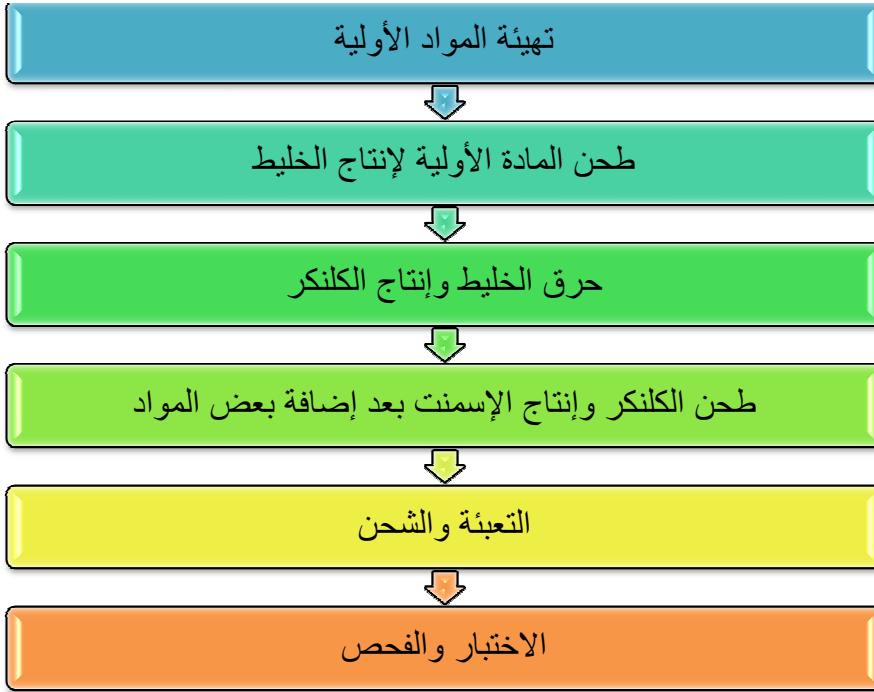 تهيئة المواد الأولية
طحن المادة الأولية لإنتاج الخليط
حرق الخليط وإنتاج الكلنكر
طحن الكلنكر وإنتاج الإسمنت بعد إضافة بعض المواد
التعبئة والشحن
الاختبار والفحص